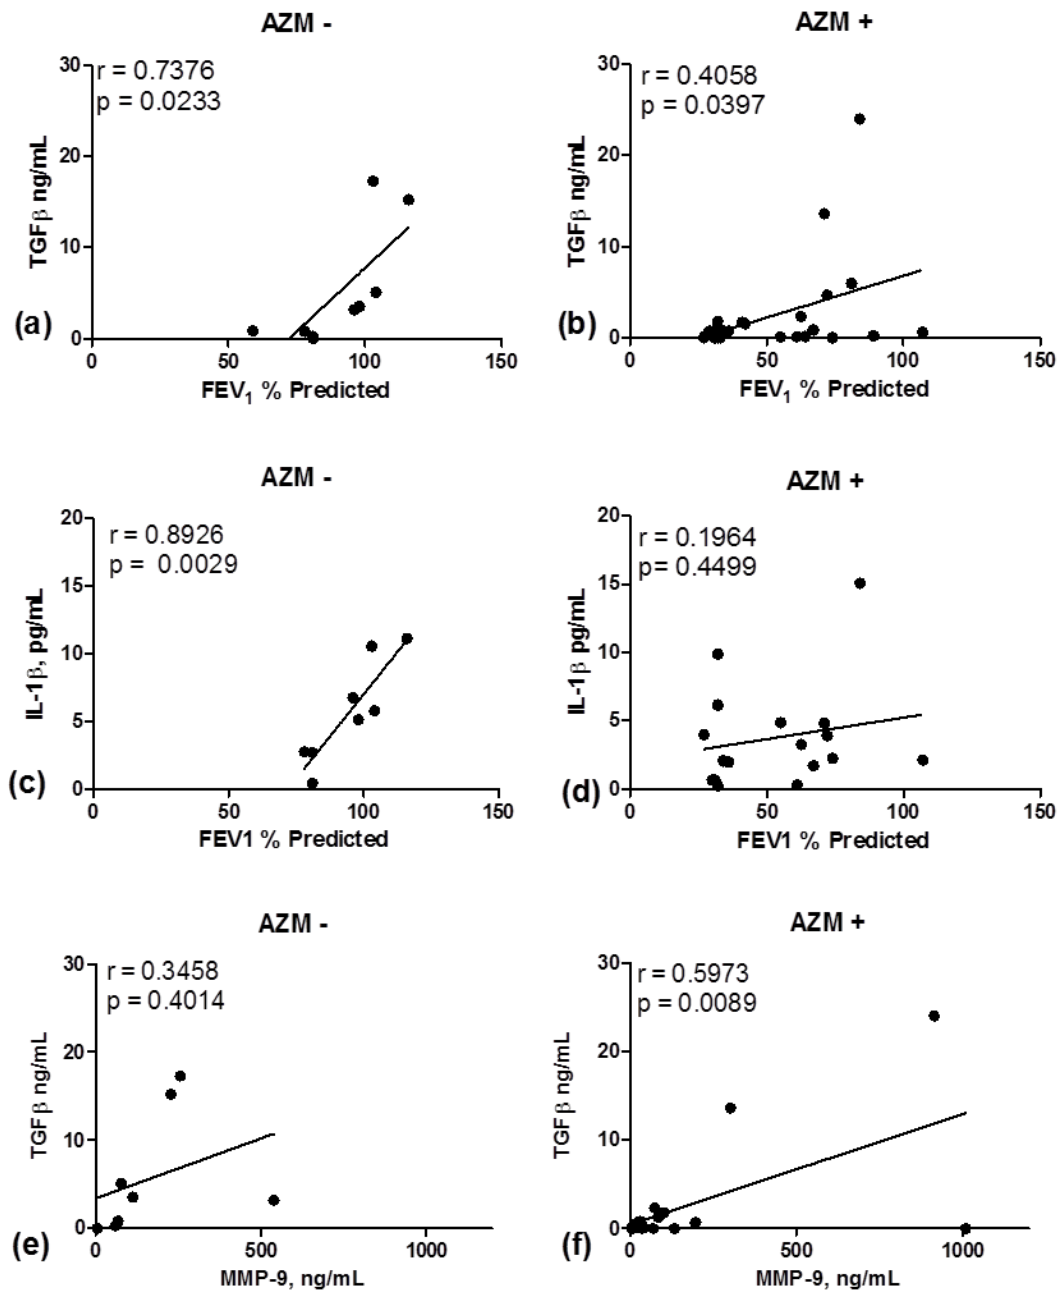 AZM -
30
20
10
0
TGFβ ng/mL
r = 0.7376
p = 0.0233
(a)
0 50 100 150
FEV1 % Predicted
AZM +
30
20
10
0
TGFβ ng/mL
r = 0.4058
p = 0.0397
(b)
0 50 100 150
FEV1 % Predicted
AZM -
20
15
10
5
0
IL-1β, pg/mL
r = 0.8926
p = 0.0029
(c)
0 50 100 150
FEV1 % Predicted
AZM +
20
15
10
5
0
IL-1β pg/mL
r = 0.1964
p= 0.4499
(d)
0 50 100 150
FEV1 % Predicted
AZM -
30
20
10
0
TGFβ ng/mL
r = 0.3458
p = 0.4014
(e)
0 500 1000
MMP-9, ng/mL
AZM +
30
20
10
0
TGFβ ng/mL
r = 0.5973
p = 0.0089
(f)
0 500 1000
MMP-9, ng/mL